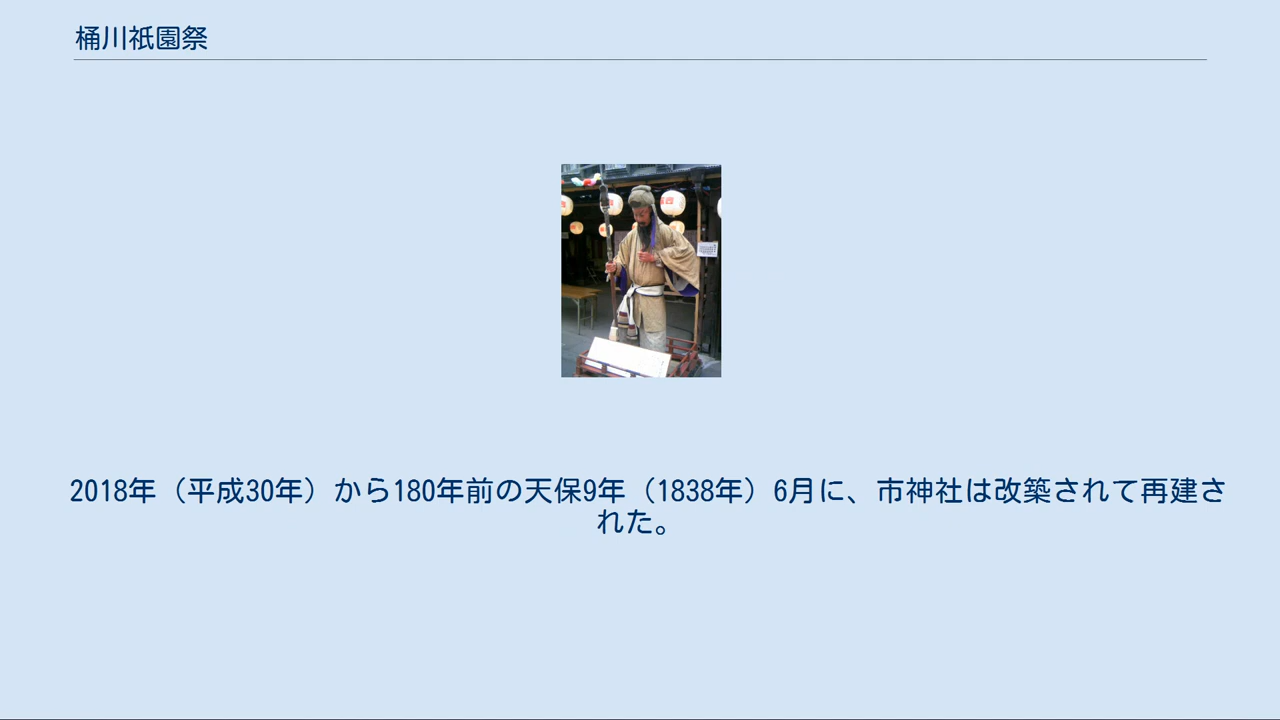 桶川祇園祭
2018年（平成30年）から180年前の天保9年（1838年）6月に、市神社は改築されて再建さ
れた。